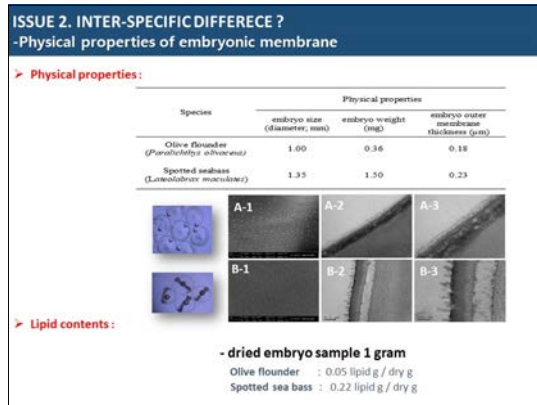 ISSUE 2. INTER-SPECIFIC DIFFERECE ?
-Physical properties of embryonic membrane
➢ Physical properties :
Species
Physical properties
embryo size (diameter; mm)
embryo weight (mg)
embryo outer membrane thickness (μm)
Olive flounder (Paralichthys olivaceus)
1.00
0.36
0.18
Spotted seabass (Lateolabrax maculates)
1.35
1.50
0.23
A-1
A-2
A-3
B-1
B-2
B-3
➢ Lipid contents :
- dried embryo sample 1 gram
Olive flounder : 0.05 lipid g / dry g
Spotted sea bass : 0.22 lipid g / dry g